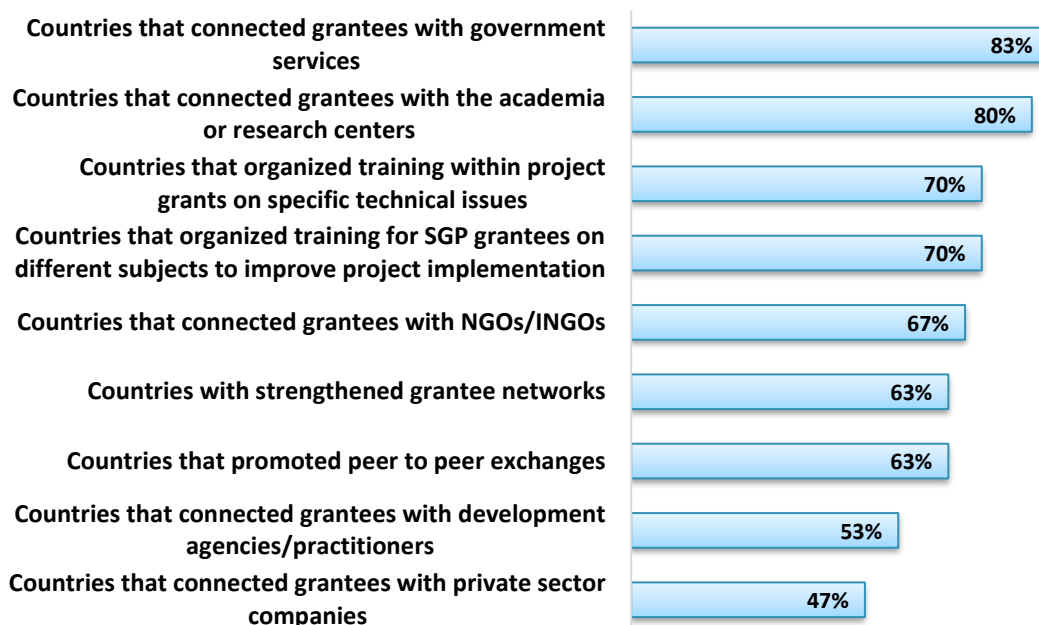 Countries that connected grantees with government
services
83%
Countries that connected grantees with the academia
or research centers
80%
Countries that organized training within project
grants on specific technical issues
70%
Countries that organized training for SGP grantees on
different subjects to improve project implementation
70%
Countries that connected grantees with NGOs/INGOs
67%
Countries with strengthened grantee networks
63%
Countries that promoted peer to peer exchanges
63%
Countries that connected grantees with development
agencies/practitioners
53%
Countries that connected grantees with private sector
companies
47%